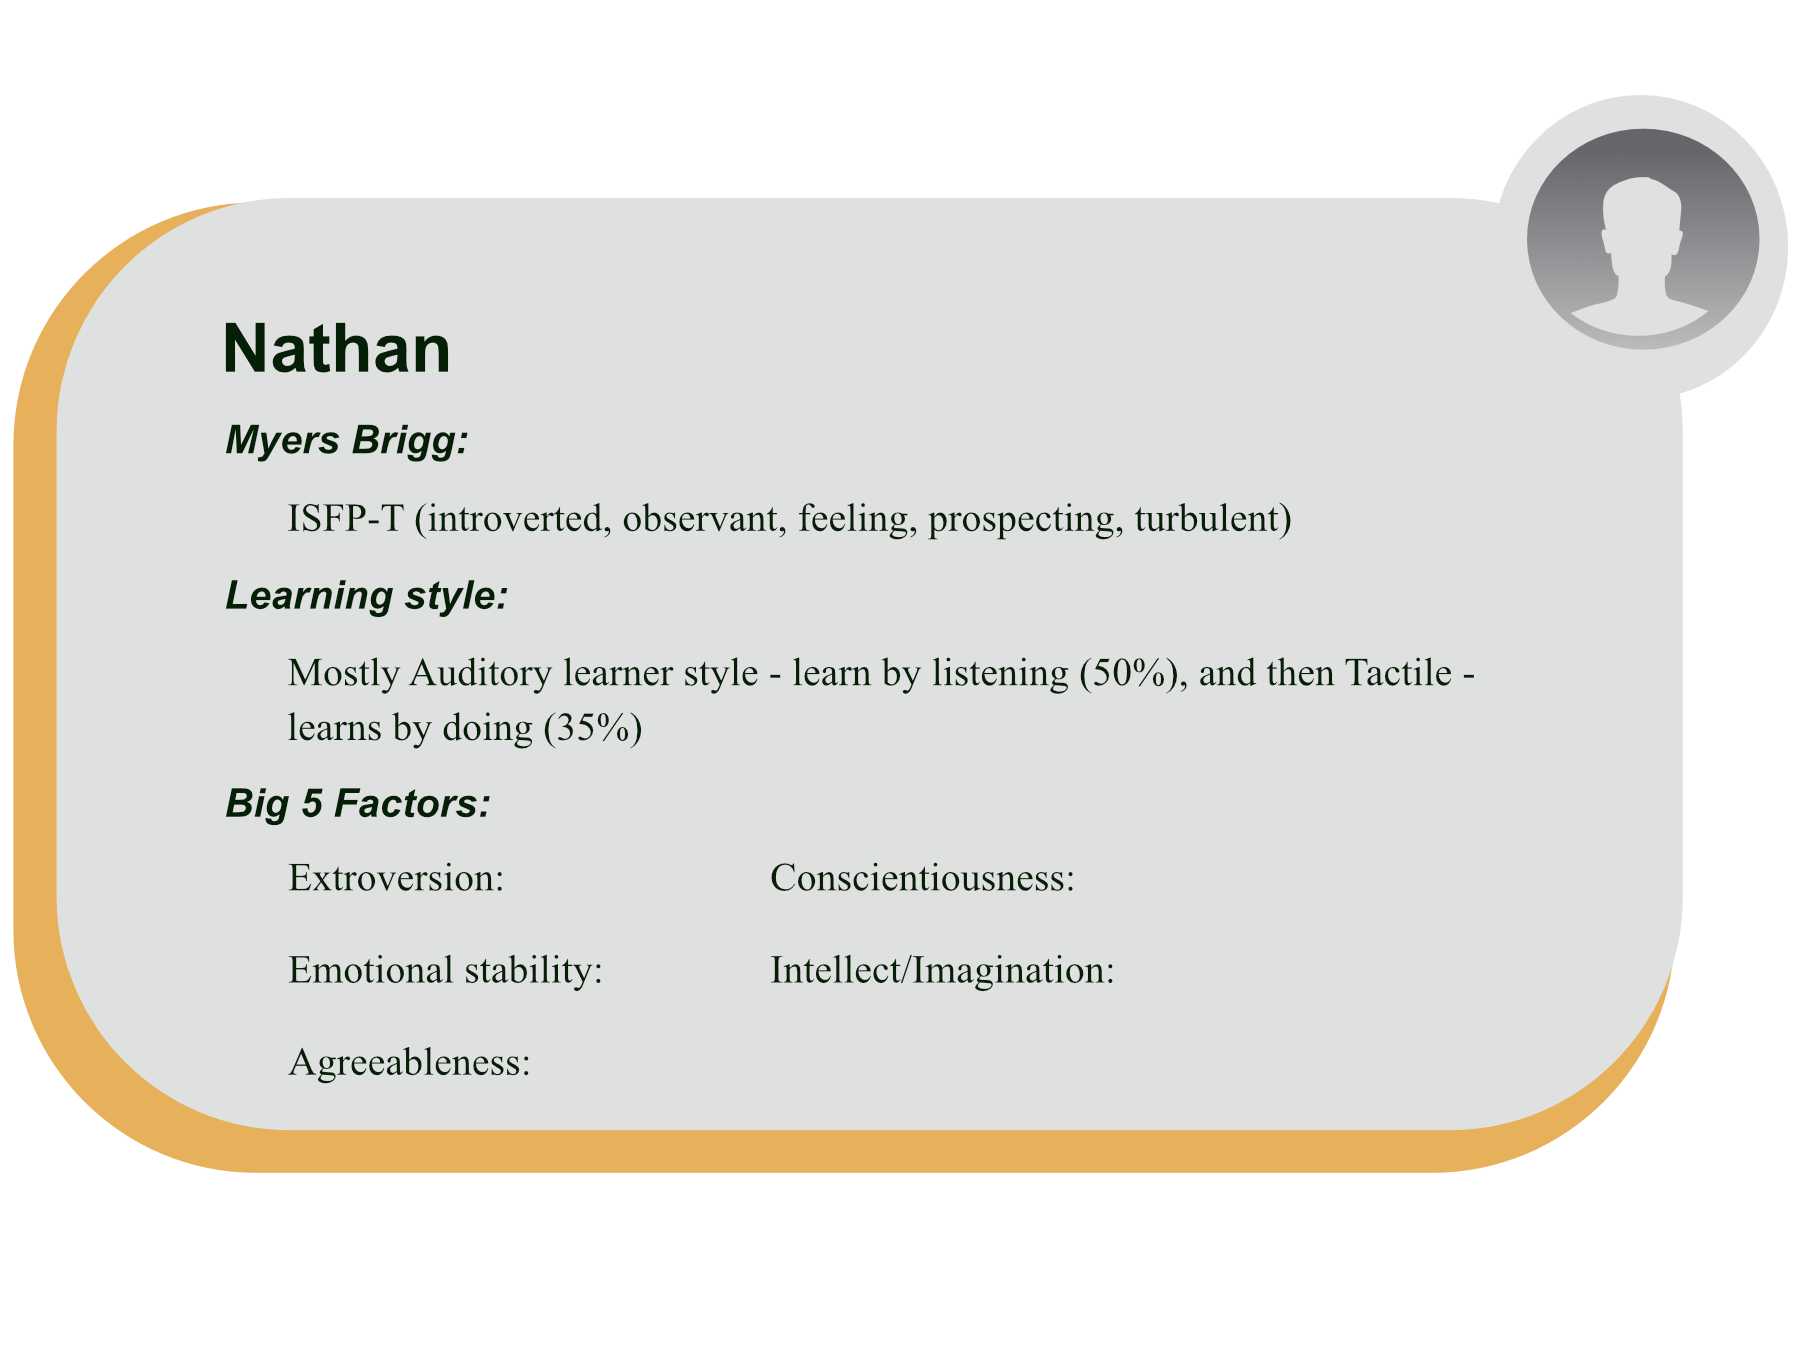 Nathan
Myers Brigg:
ISFP-T (introverted, observant, feeling, prospecting, turbulent)
Learning style:
Mostly Auditory learner style - learn by listening (50%), and then Tactile -
learns by doing (35%)
Big 5 Factors:
Extroversion:
Conscientiousness:
Emotional stability:
Intellect/Imagination:
Agreeableness: